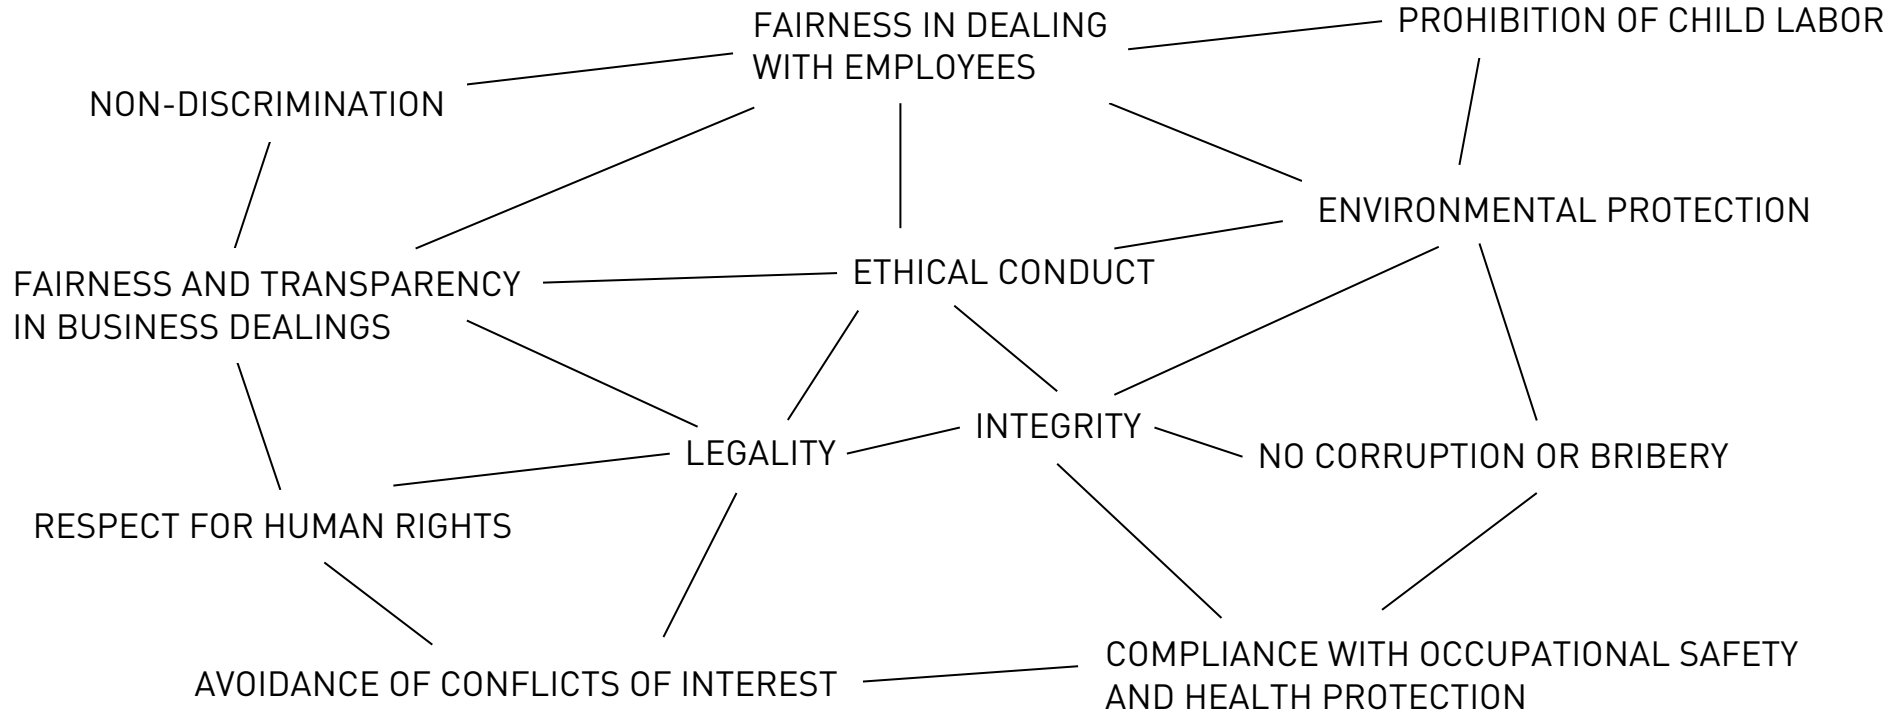 FAIRNESS IN DEALING
WITH EMPLOYEES
PROHIBITION OF CHILD LABOR
NON-DISCRIMINATION
ENVIRONMENTAL PROTECTION
FAIRNESS AND TRANSPARENCY
IN BUSINESS DEALINGS
ETHICAL CONDUCT
INTEGRITY
LEGALITY
NO CORRUPTION OR BRIBERY
RESPECT FOR HUMAN RIGHTS
AVOIDANCE OF CONFLICTS OF INTEREST
COMPLIANCE WITH OCCUPATIONAL SAFETY
AND HEALTH PROTECTION